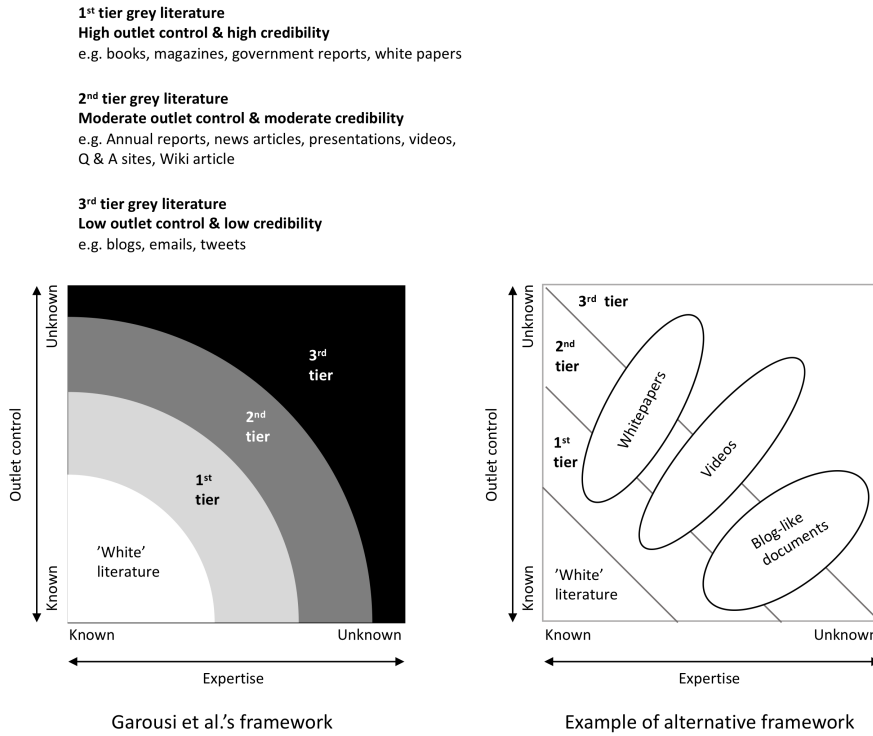 1st tier grey literature
High outlet control & high credibility
e.g. books, magazines, government reports, white papers
2nd tier grey literature
Moderate outlet control & moderate credibility
e.g. Annual reports, news articles, presentations, videos,
Q & A sites, Wiki article
3rd tier grey literature
Low outlet control & low credibility
e.g. blogs, emails, tweets
Outlet control
Unknown
Known
3rd
tier
2nd
tier
1st
tier
’White’
literature
Known
Unknown
Expertise
Garousi et al.’s framework
Outlet control
Unknown
Known
3rd tier
2nd
tier
1st
tier
’White’
literature
Whitepapers
Videos
Blog-like
documents
Known
Unknown
Expertise
Example of alternative framework